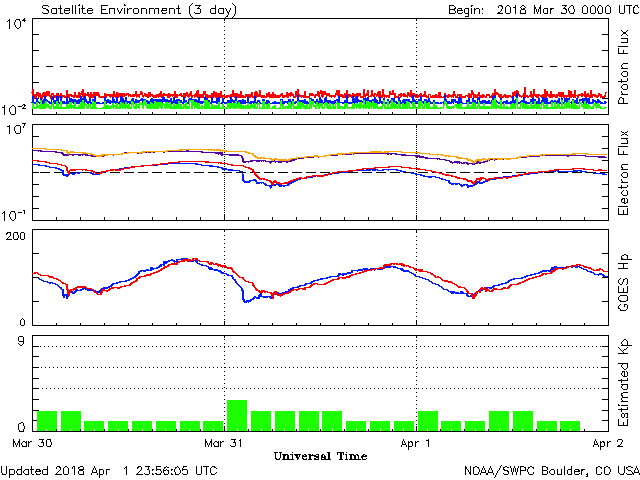 Satellite Environment (3 day)
Begin: 2018 Mar 30 0000 UTC
10⁴
10⁻²
Proton Flux
10⁷
10⁻¹
Electron Flux
200
0
GOES Hp
9
0
Estimated Kp
Mar 30 Mar 31 Apr 1 Apr 2
Universal Time
Updated 2018 Apr 1 23:56:05 UTC
NOAA/SWPC Boulder, CO USA